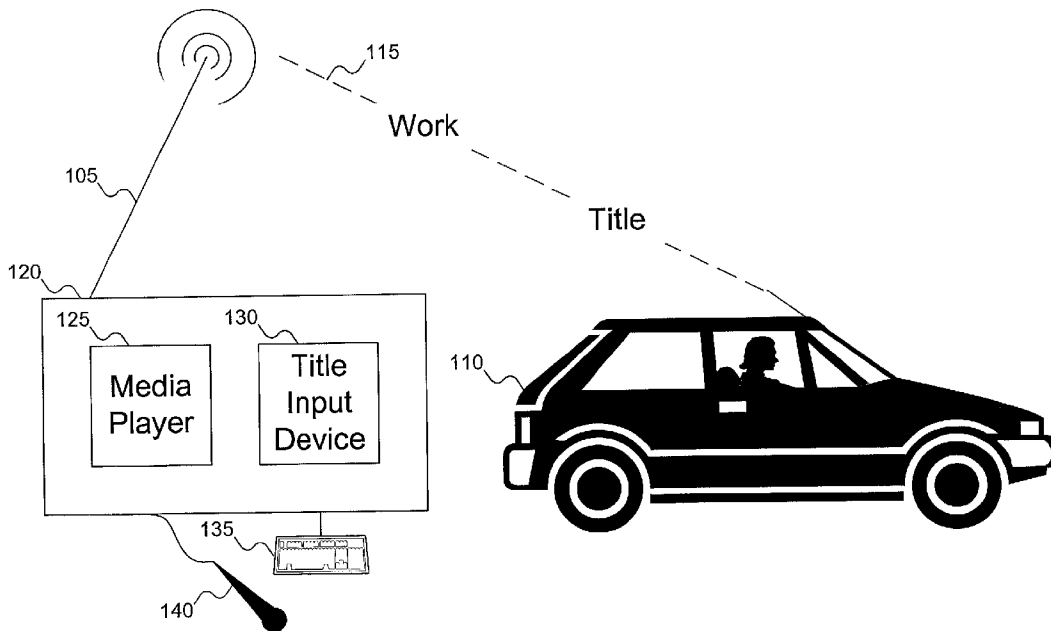 115
Work
105
Title
120
125
130
110
Media
Player
Title
Input
Device
135
140